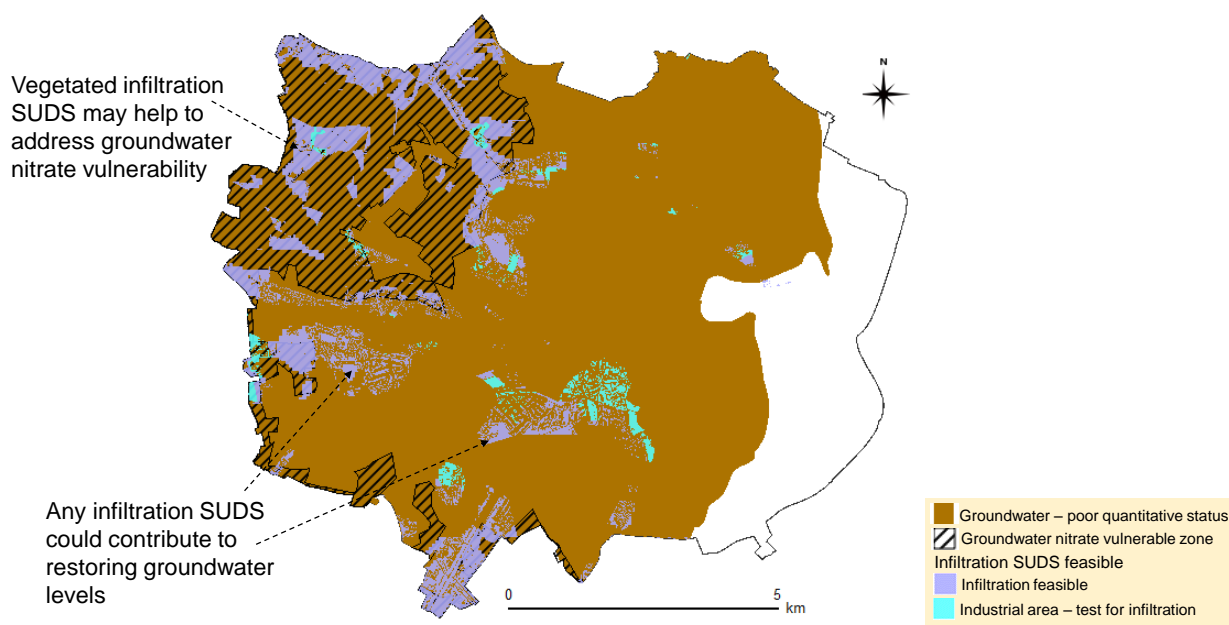 N
Vegetated infiltration
SUDS may help to
address groundwater
nitrate vulnerability
Any infiltration SUDS
could contribute to
restoring groundwater
levels
0 5
km
Groundwater – poor quantitative status
Groundwater nitrate vulnerable zone
Infiltration SUDS feasible
Infiltration feasible
Industrial area – test for infiltration